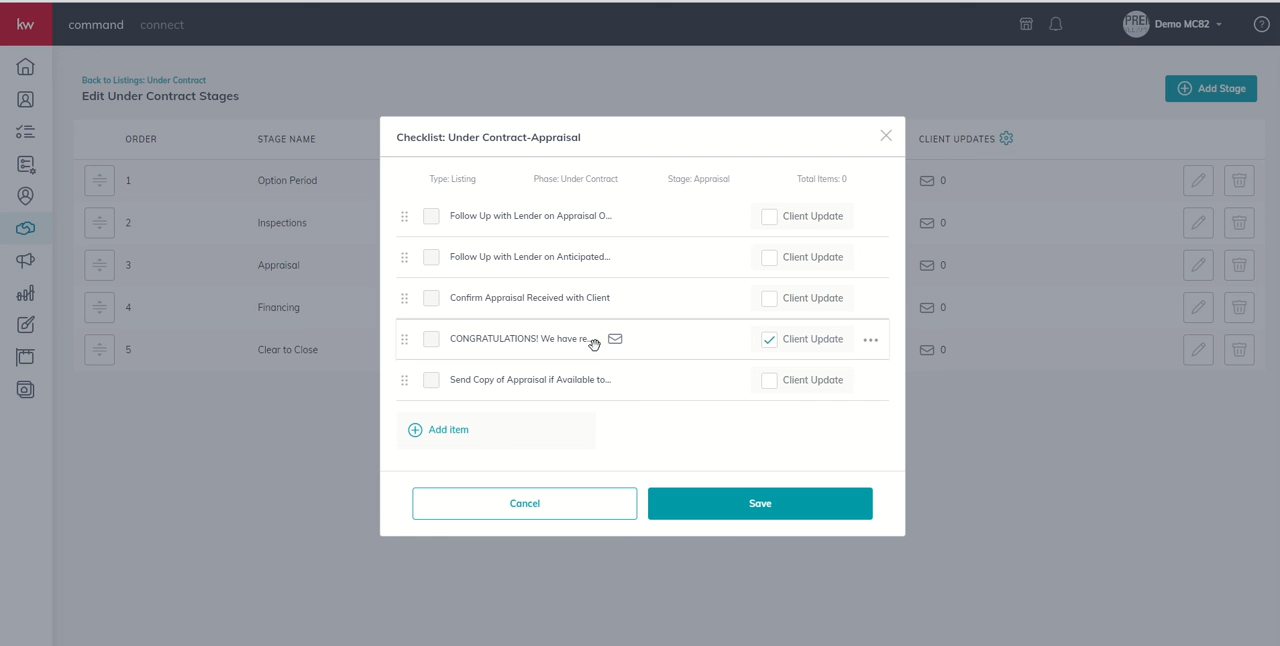 kw command connect Demo MC82
Back to Listings: Under Contract
Edit Under Contract Stages
Add Stage
ORDER STAGE NAME CLIENT UPDATES
1 Option Period 0
2 Inspections 0
3 Appraisal 0
4 Financing 0
5 Clear to Close 0
Checklist: Under Contract-Appraisal
Type: Listing Phase: Under Contract Stage: Appraisal Total Items: 0
Follow Up with Lender on Appraisal O... Client Update
Follow Up with Lender on Anticipated... Client Update
Confirm Appraisal Received with Client Client Update
CONGRATULATIONS! We have re... Client Update
Send Copy of Appraisal if Available to... Client Update
Add item
Cancel Save